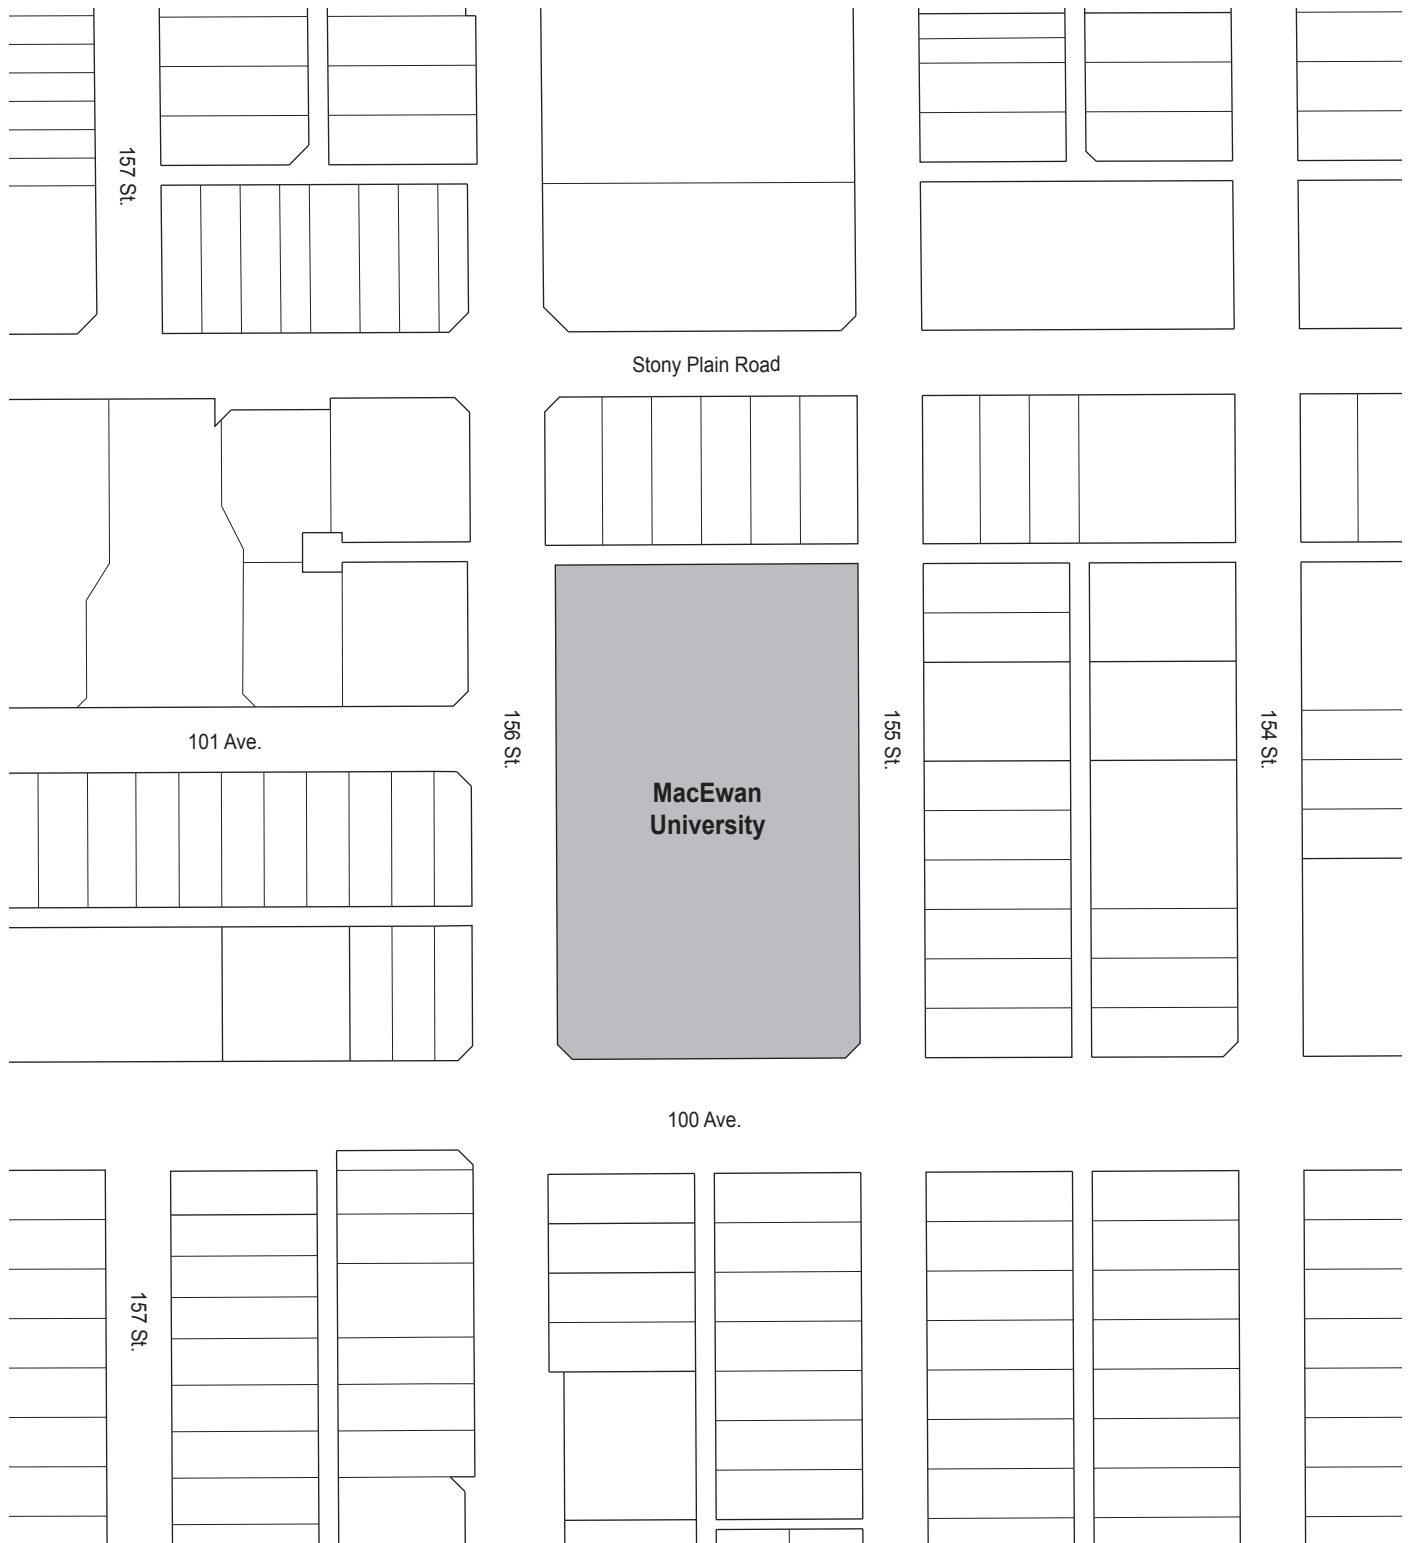 157 St.
Stony Plain Road
156 St.
155 St.
154 St.
101 Ave.
MacEwan
University
100 Ave.
157 St.